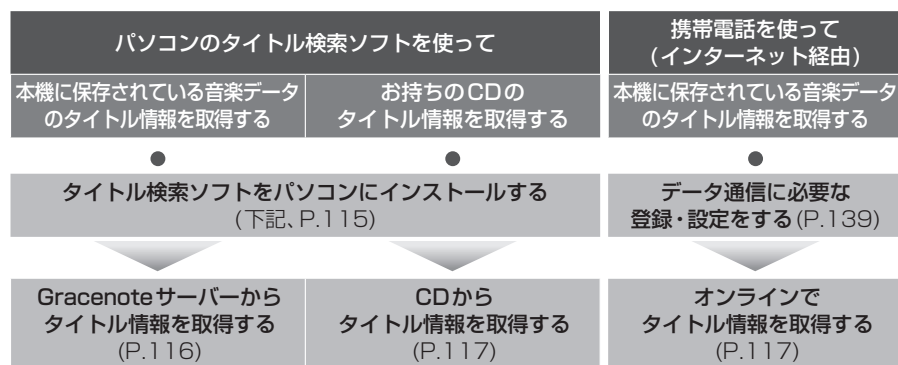 パソコンのタイトル検索ソフトを使って
携帯電話を使って
(インターネット経由)
本機に保存されている音楽データ
のタイトル情報を取得する
お持ちのCDの
タイトル情報を取得する
本機に保存されている音楽データ
のタイトル情報を取得する
タイトル検索ソフトをパソコンにインストールする
(下記、P.115)
データ通信に必要な
登録・設定をする(P.139)
Gracenoteサーバーから
タイトル情報を取得する
(P.116)
CDから
タイトル情報を取得する
(P.117)
オンラインで
タイトル情報を取得する
(P.117)